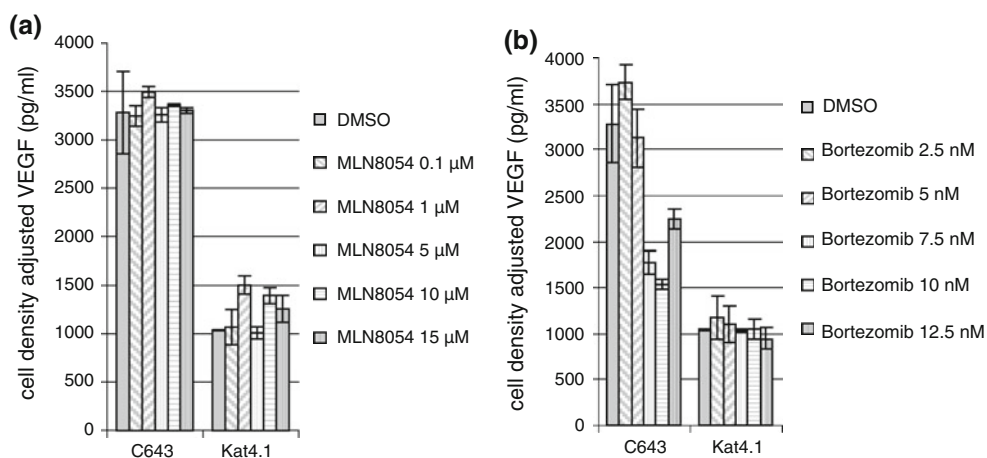 (a)
cell density adjusted VEGF (pg/ml)
4000
3500
3000
2500
2000
1500
1000
500
0
C643
Kat4.1
DMSO
MLN8054 0.1 µM
MLN8054 1 µM
MLN8054 5 µM
MLN8054 10 µM
MLN8054 15 µM
(b)
cell density adjusted VEGF (pg/ml)
4000
3500
3000
2500
2000
1500
1000
500
0
C643
Kat4.1
DMSO
Bortezomib 2.5 nM
Bortezomib 5 nM
Bortezomib 7.5 nM
Bortezomib 10 nM
Bortezomib 12.5 nM